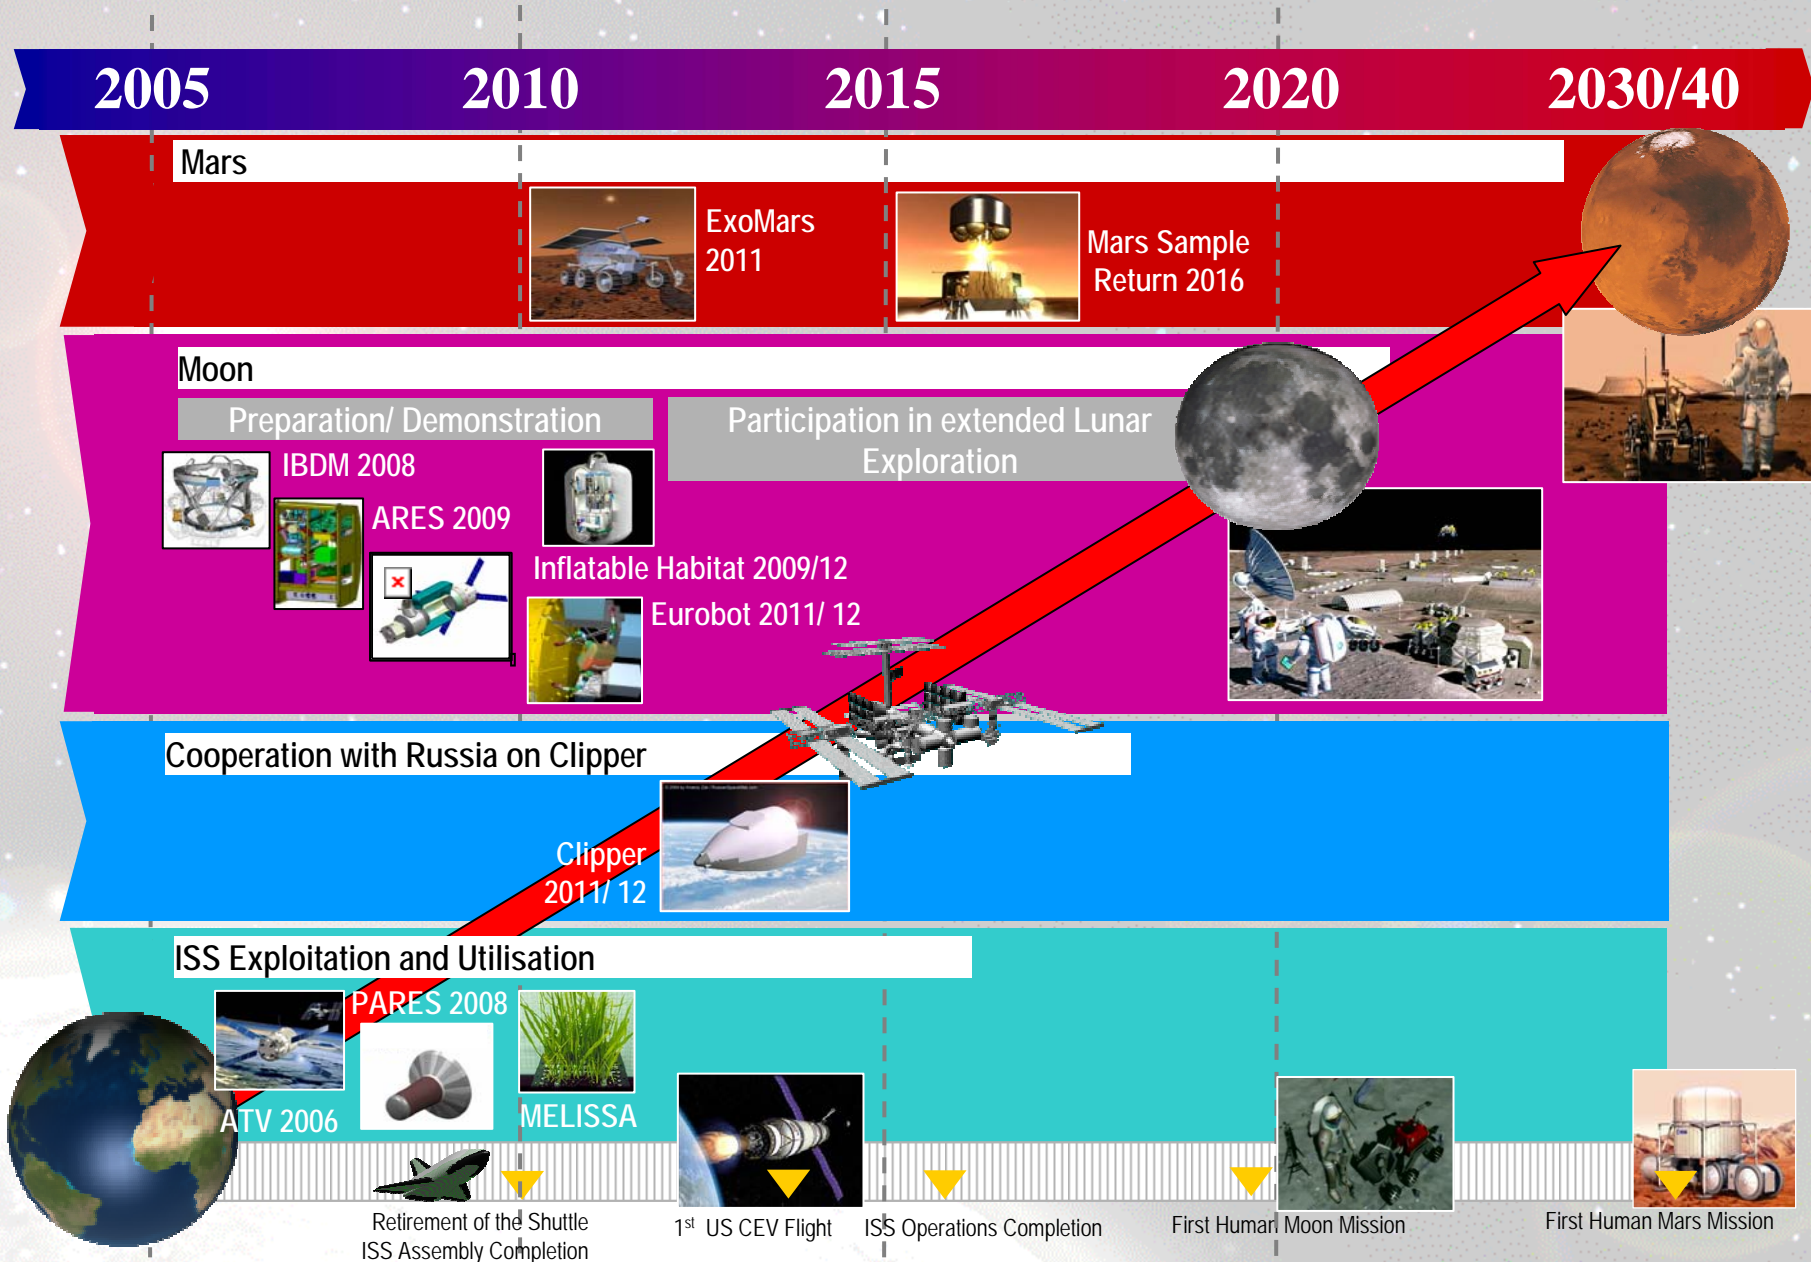 2005 2010 2015 2020 2030/40
Mars
ExoMars
2011
Mars Sample
Return 2016
Moon
Preparation/ Demonstration
Participation in extended Lunar
Exploration
IBDM 2008
ARES 2009
Inflatable Habitat 2009/12
Eurobot 2011/ 12
Cooperation with Russia on Clipper
Clipper
2011/ 12
ISS Exploitation and Utilisation
PARES 2008
ATV 2006
MELISSA
Retirement of the Shuttle
ISS Assembly Completion
1st US CEV Flight
ISS Operations Completion
First Human Moon Mission
First Human Mars Mission